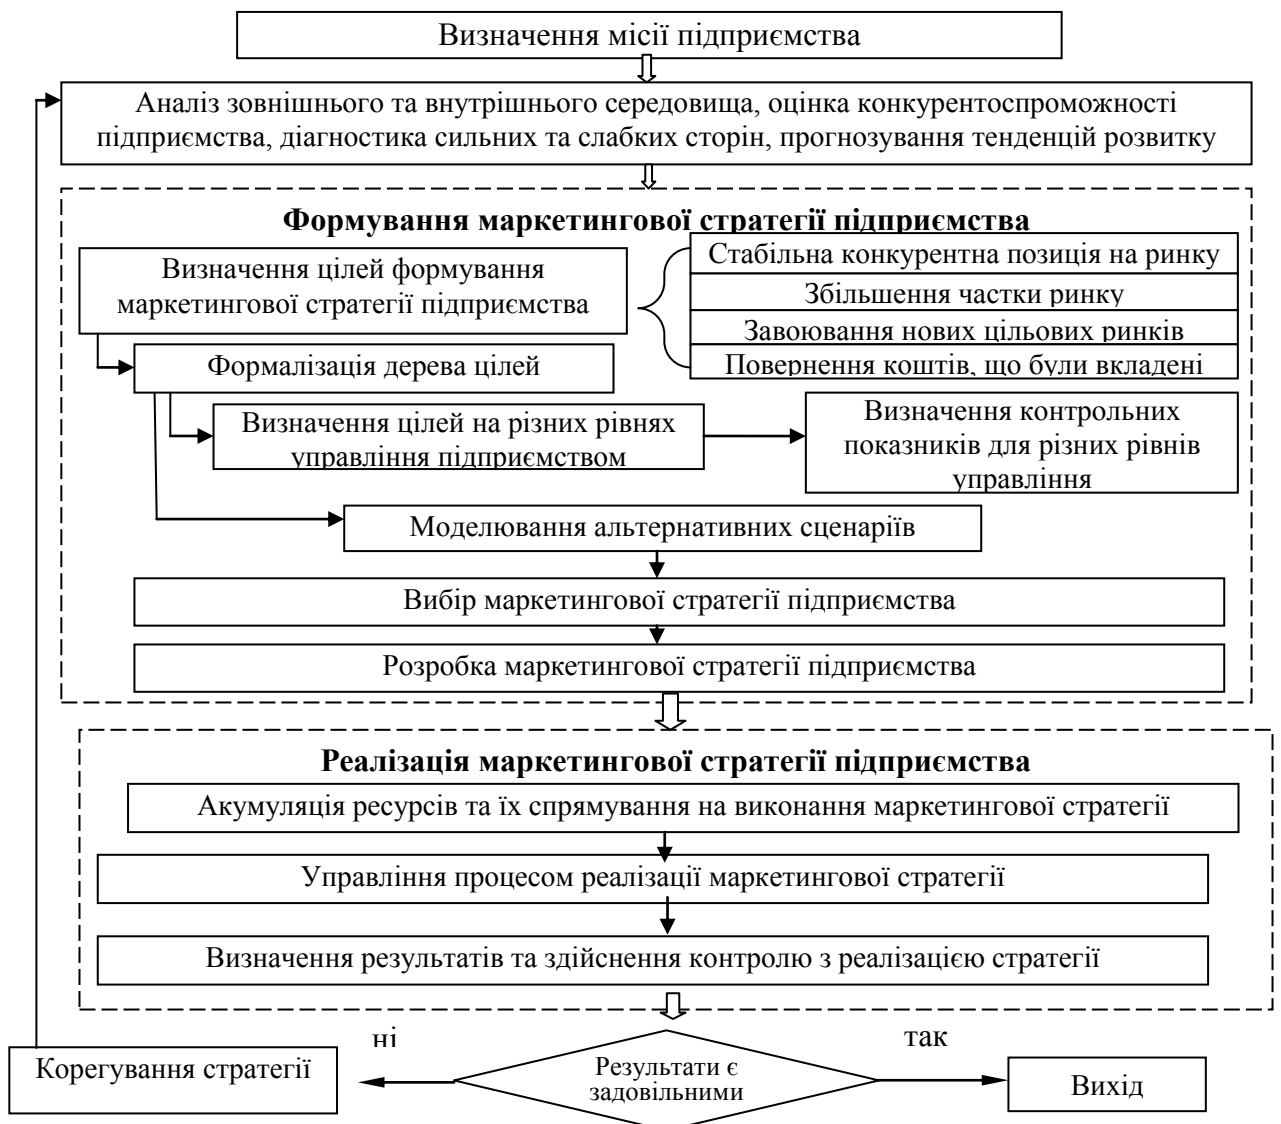 Визначення місії підприємства
Аналіз зовнішнього та внутрішнього середовища, оцінка конкурентоспроможності
підприємства, діагностика сильних та слабких сторін, прогнозування тенденцій розвитку
Формування маркетингової стратегії підприємства
Визначення цілей формування
маркетингової стратегії підприємства
Стабільна конкурентна позиція на ринку
Збільшення частки ринку
Завоювання нових цільових ринків
Повернення коштів, що були вкладені
Формалізація дерева цілей
Визначення цілей на різних рівнях
управління підприємством
Визначення контрольних
показників для різних рівнів
управління
Моделювання альтернативних сценаріїв
Вибір маркетингової стратегії підприємства
Розробка маркетингової стратегії підприємства
Реалізація маркетингової стратегії підприємства
Акумуляція ресурсів та їх спрямування на виконання маркетингової стратегії
Управління процесом реалізації маркетингової стратегії
Визначення результатів та здійснення контролю з реалізацією стратегії
ні
так
Корегування стратегії
Результати є
задовільними
Вихід